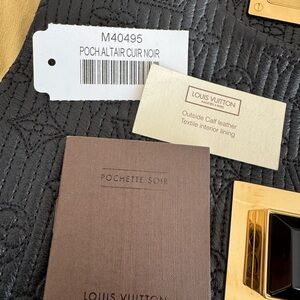 M40495
POCH.ALTAIR CUIR NOIR
LOUIS VUITTON
Outside Calf leather
Textile interior lining
POCHETTE SOIR
LOUIS VUITTON